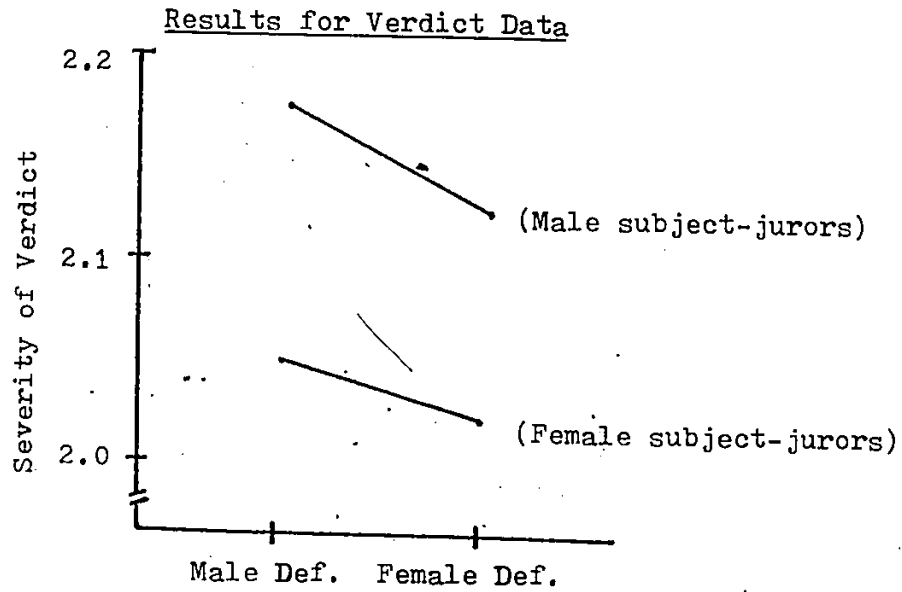 Results for Verdict Data
2.2
2.1
2.0
Severity of Verdict
(Male subject-jurors)
(Female subject-jurors)
Male Def. Female Def.